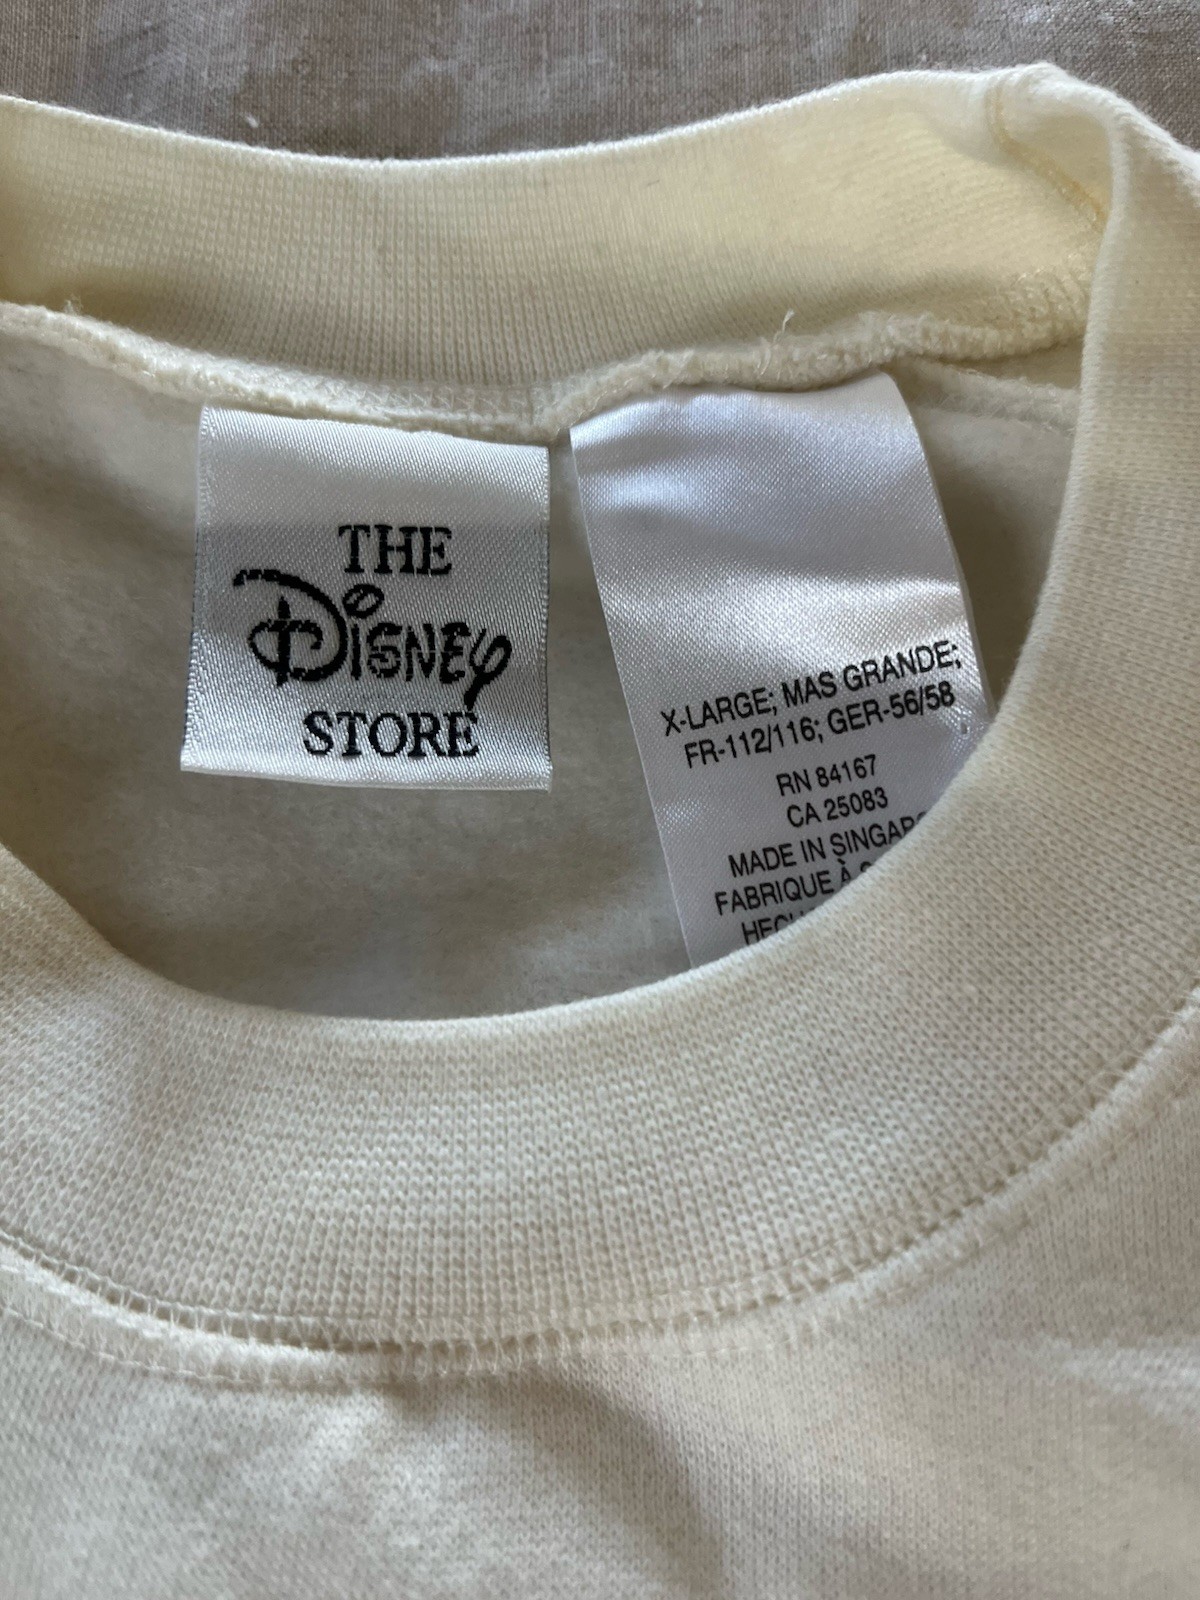 THE
Disney
STORE
X-LARGE; MAS GRANDE;
FR-112/116; GER-56/58
RN 84167
CA 25083
MADE IN
FABRIQUE À